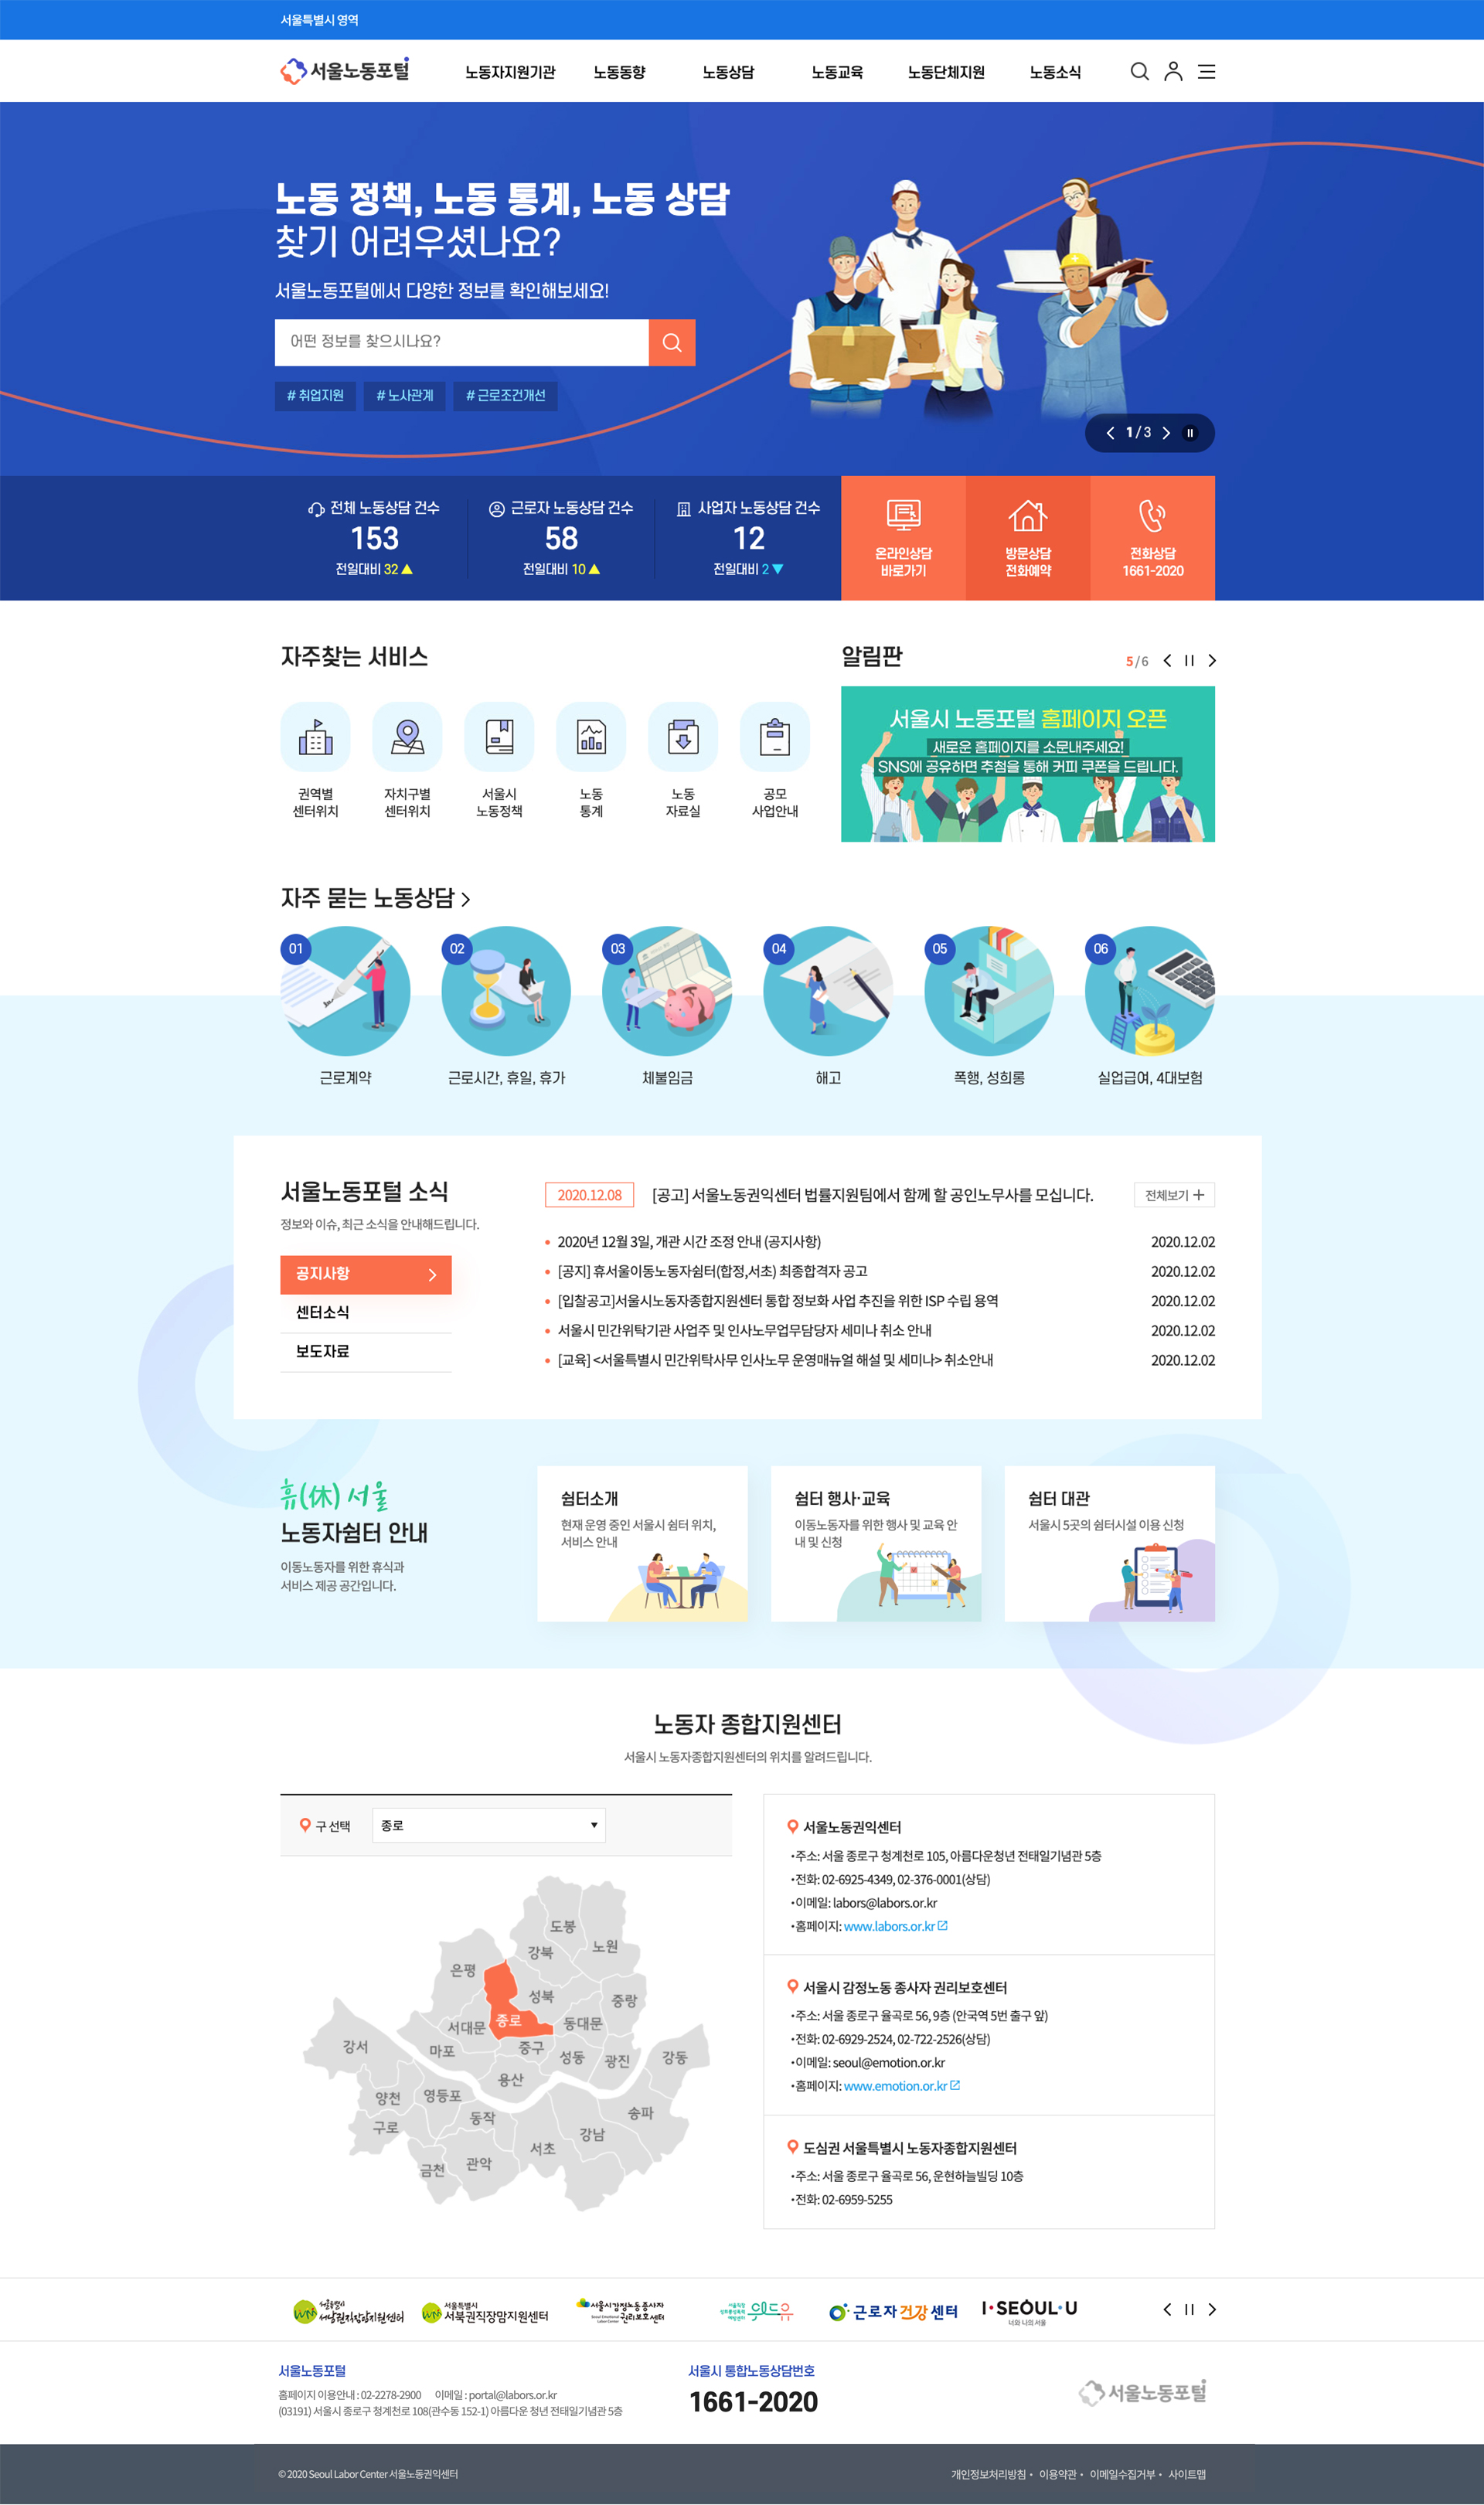 서울특별시 영역
서울노동포털
노동자지원기관 노동동향 노동상담 노동교육 노동단체지원 노동소식
노동 정책, 노동 통계, 노동 상담
찾기 어려우셨나요?
서울노동포털에서 다양한 정보를 확인해보세요!
어떤 정보를 찾으시나요?
# 취업지원 # 노사관계 # 근로조건개선
1 / 3
전체 노동상담 건수
153
전일대비 32 ▲
근로자 노동상담 건수
58
전일대비 10 ▲
사업자 노동상담 건수
12
전일대비 2 ▼
온라인상담
바로가기
방문상담
전화예약
전화상담
1661-2020
자주찾는 서비스
권역별
센터위치
자치구별
센터위치
서울시
노동정책
노동
통계
노동
자료실
공모
사업안내
알림판
5 / 6
서울시 노동포털 홈페이지 오픈
새로운 홈페이지를 소문내주세요!
SNS에 공유하면 추첨을 통해 커피 쿠폰을 드립니다.
자주 묻는 노동상담
01
근로계약
02
근로시간, 휴일, 휴가
03
체불임금
04
해고
05
폭행, 성희롱
06
실업급여, 4대보험
서울노동포털 소식
정보와 이슈, 최근 소식을 안내해드립니다.
공지사항
센터소식
보도자료
2020.12.08 [공고] 서울노동권익센터 법률지원팀에서 함께 할 공인노무사를 모십니다. 전체보기 +
2020년 12월 3일, 개관 시간 조정 안내 (공지사항) 2020.12.02
[공지] 휴서울이동노동자쉼터(합정,서초) 최종합격자 공고 2020.12.02
[입찰공고]서울시노동자종합지원센터 통합 정보화 사업 추진을 위한 ISP 수립 용역 2020.12.02
서울시 민간위탁기관 사업주 및 인사노무업무담당자 세미나 취소 안내 2020.12.02
[교육] <서울특별시 민간위탁사무 인사노무 운영매뉴얼 해설 및 세미나> 취소안내 2020.12.02
휴(休) 서울
노동자쉼터 안내
이동노동자를 위한 휴식과
서비스 제공 공간입니다.
쉼터소개
현재 운영 중인 서울시 쉼터 위치,
서비스 안내
쉼터 행사·교육
이동노동자를 위한 행사 및 교육 안
내 및 신청
쉼터 대관
서울시 5곳의 쉼터시설 이용 신청
노동자 종합지원센터
서울시 노동자종합지원센터의 위치를 알려드립니다.
구 선택 종로
도봉
강북 노원
은평
성북 중랑
서대문 종로 동대문
강서 마포 중구 성동 광진 강동
용산
양천 영등포
구로 동작 송파
강남
서초
금천 관악
서울노동권익센터
·주소: 서울 종로구 청계천로 105, 아름다운청년 전태일기념관 5층
·전화: 02-6925-4349, 02-376-0001(상담)
·이메일: labors@labors.or.kr
·홈페이지: www.labors.or.kr
서울시 감정노동 종사자 권리보호센터
·주소: 서울 종로구 율곡로 56, 9층 (안국역 5번 출구 앞)
·전화: 02-6929-2524, 02-722-2526(상담)
·이메일: seoul@emotion.or.kr
·홈페이지: www.emotion.or.kr
도심권 서울특별시 노동자종합지원센터
·주소: 서울 종로구 율곡로 56, 운현하늘빌딩 10층
·전화: 02-6959-5255
서울특별시
서남권직장맘지원센터
서울특별시
서북권직장맘지원센터
서울시감정노동종사자
권리보호센터
위드유
근로자건강센터
I·SEOUL·U
너와 나의 서울
서울노동포털
홈페이지 이용안내 : 02-2278-2900 이메일 : portal@labors.or.kr
(03191) 서울시 종로구 청계천로 108(관수동 152-1) 아름다운 청년 전태일기념관 5층
서울시 통합노동상담번호
1661-2020
서울노동포털
© 2020 Seoul Labor Center 서울노동권익센터
개인정보처리방침 • 이용약관 • 이메일수집거부 • 사이트맵